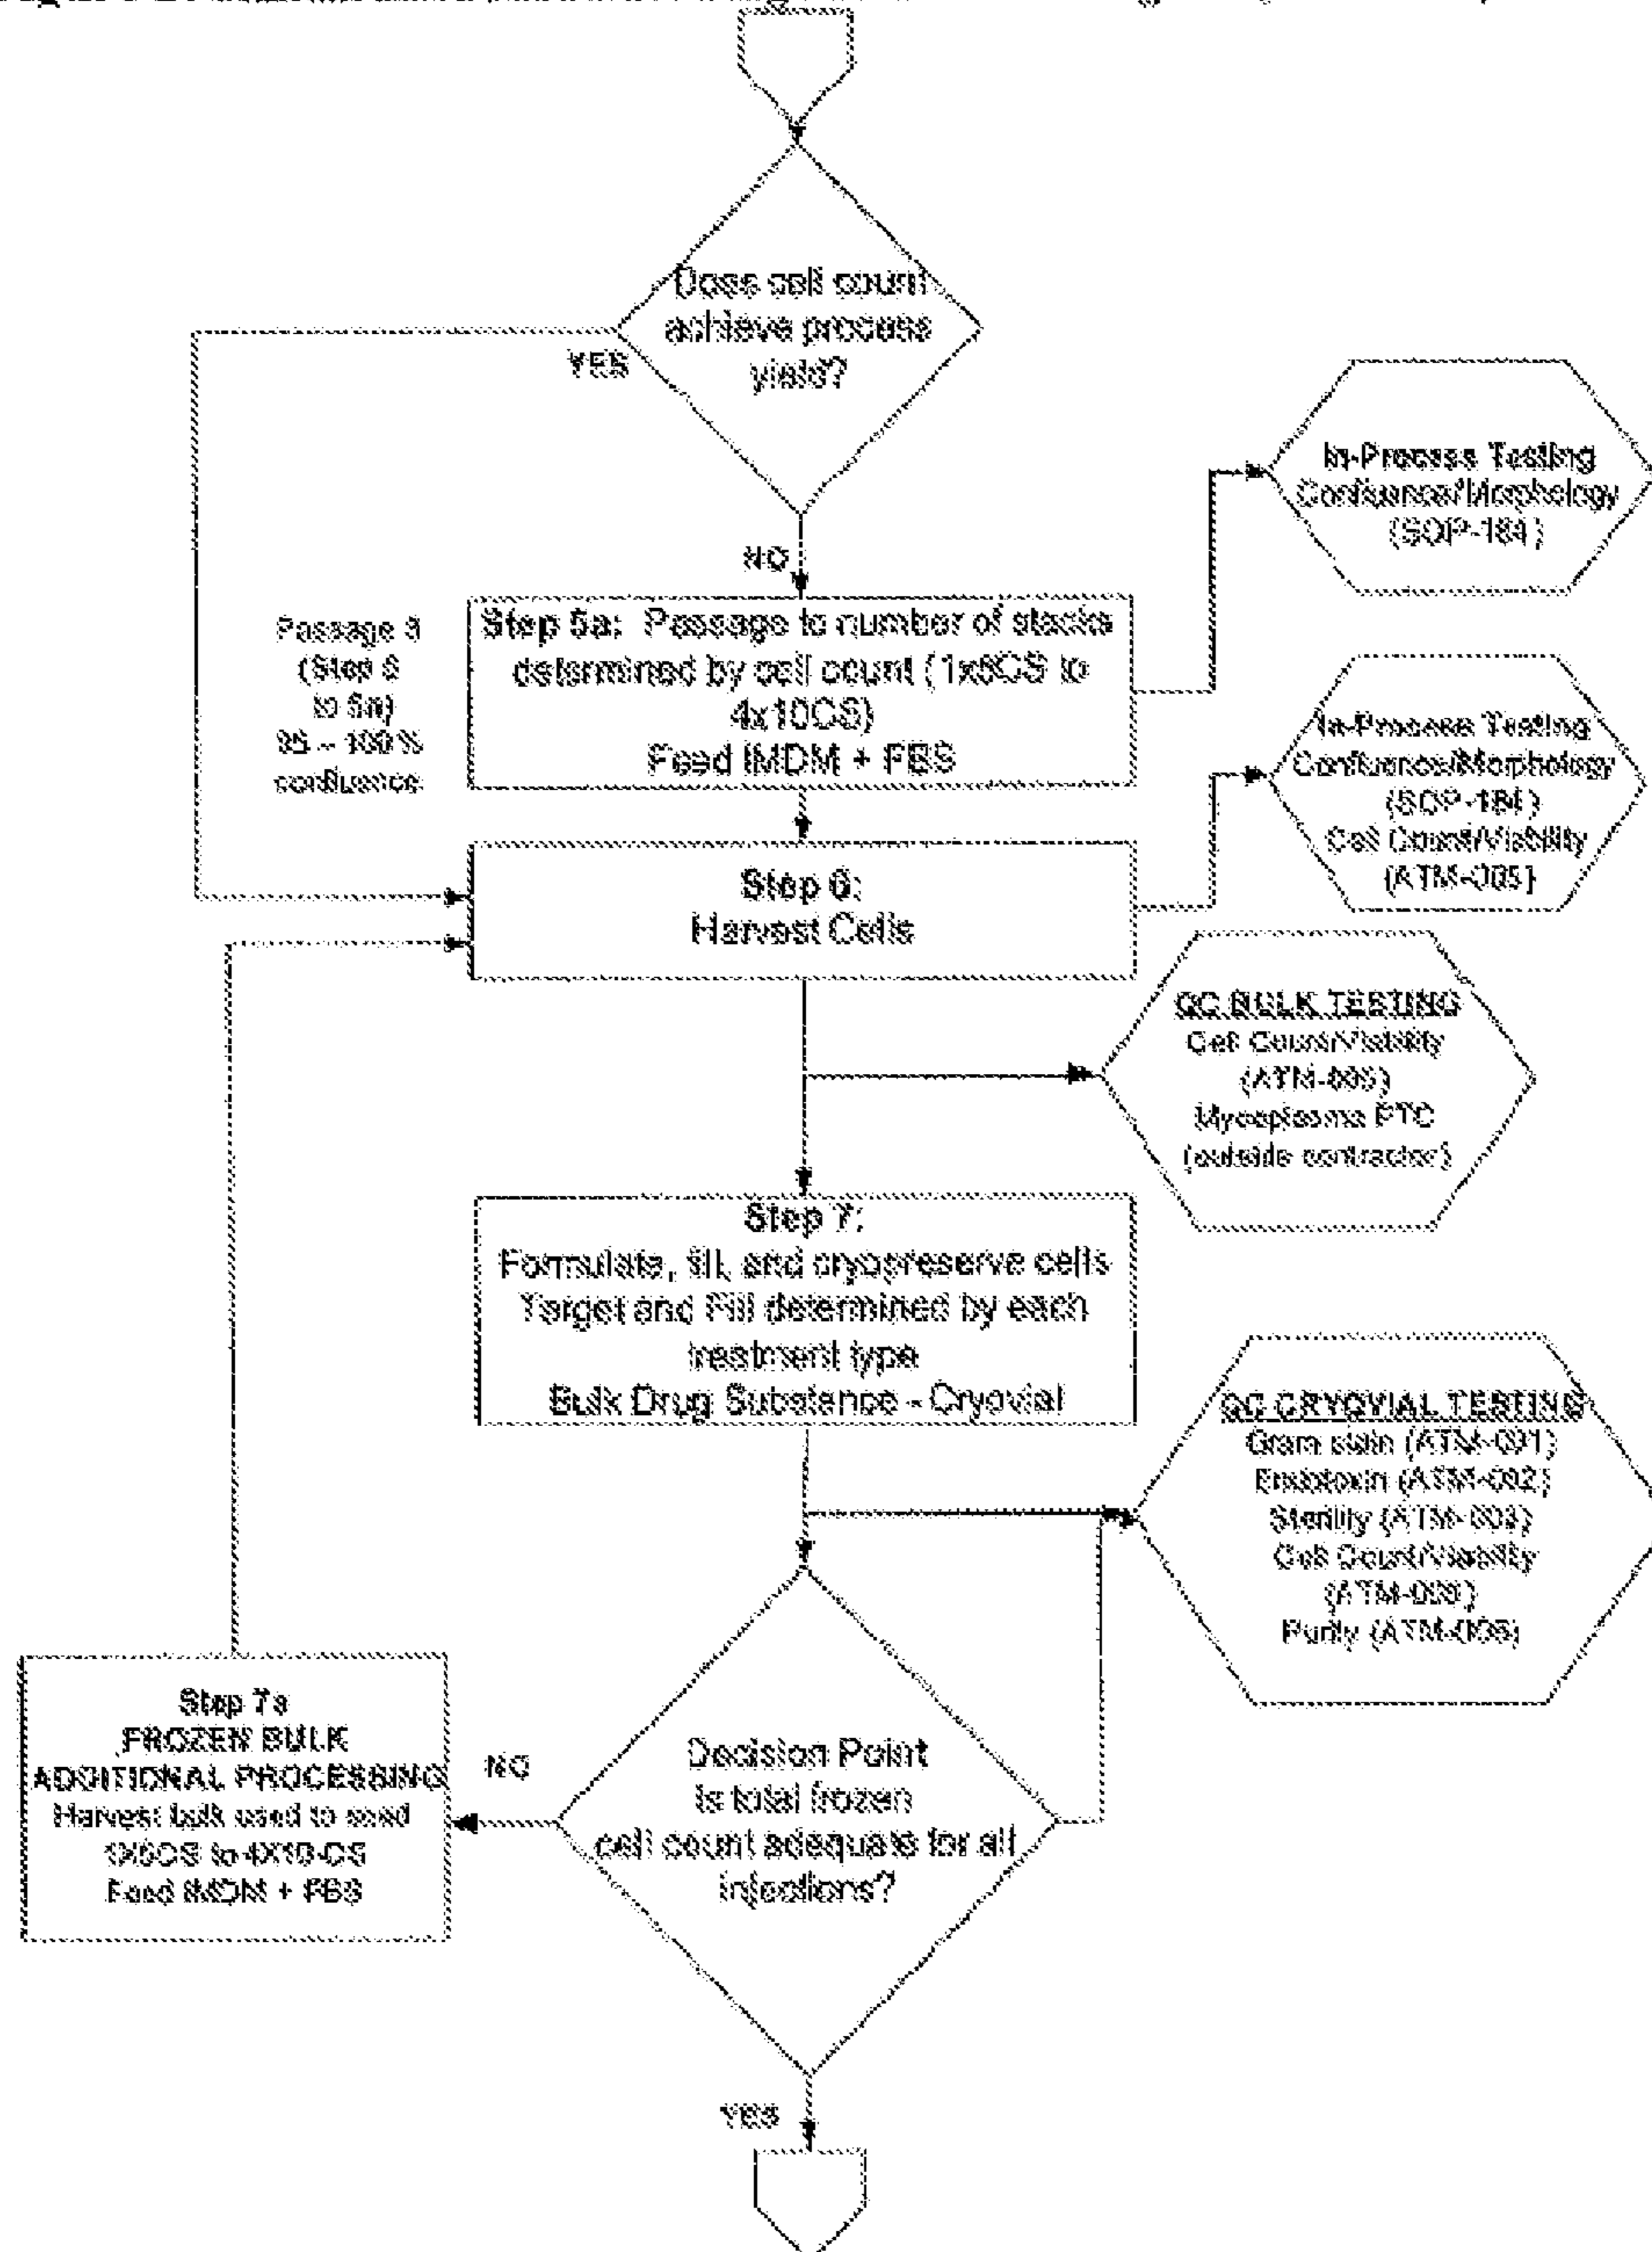 Does cell count
achieve process
yield?
YES
NO
In-Process Testing
Confluence/Morphology
(SOP-184)
Passage 3
(Step 5
to 5a)
95 – 100 %
confluence
Step 5a: Passage to number of stacks
determined by cell count (1x6CS to
4x10CS)
Feed IMDM + FBS
In-Process Testing
Confluence/Morphology
(SOP-184)
Cell Count/Viability
(ATM-005)
Step 6:
Harvest Cells
QC BULK TESTING
Cell Count/Viability
(ATM-005)
Mycoplasma PTC
(outside contractor)
Step 7:
Formulate, fill, and cryopreserve cells
Target and Fill determined by each
treatment type
Bulk Drug Substance - Cryovial
QC CRYOVIAL TESTING
Gram stain (ATM-001)
Endotoxin (ATM-002)
Sterility (ATM-003)
Cell Count/Viability
(ATM-005)
Purity (ATM-006)
Step 7a
FROZEN BULK
ADDITIONAL PROCESSING
Harvest bulk used to seed
1X6CS to 4X10-CS
Feed IMDM + FBS
NO
Decision Point
Is total frozen
cell count adequate for all
injections?
YES